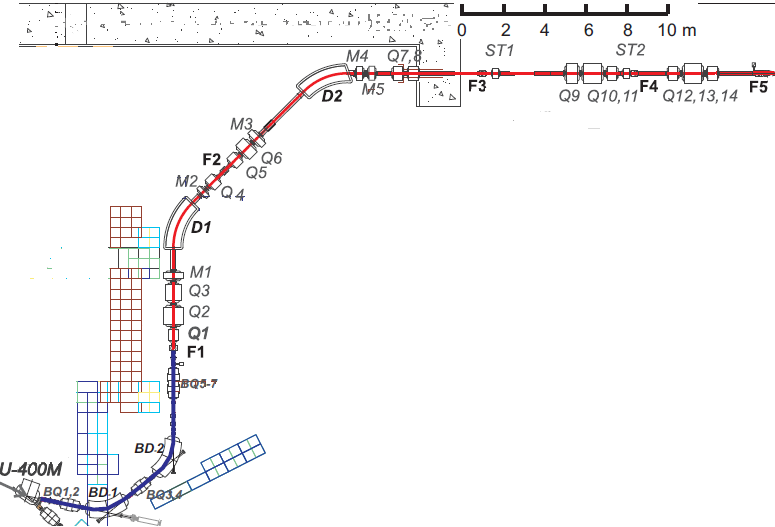 0 2 4 6 8 10 m
ST1 ST2
M4 Q7,8
M5
D2
F3 F4 F5
Q9 Q10,11 Q12,13,14
M3
Q6
F2
Q5
M2
Q4
D1
M1
Q3
Q2
Q1
F1
BQ5-7
BD-2
U-400M
BQ1,2 BD-1 BQ3,4